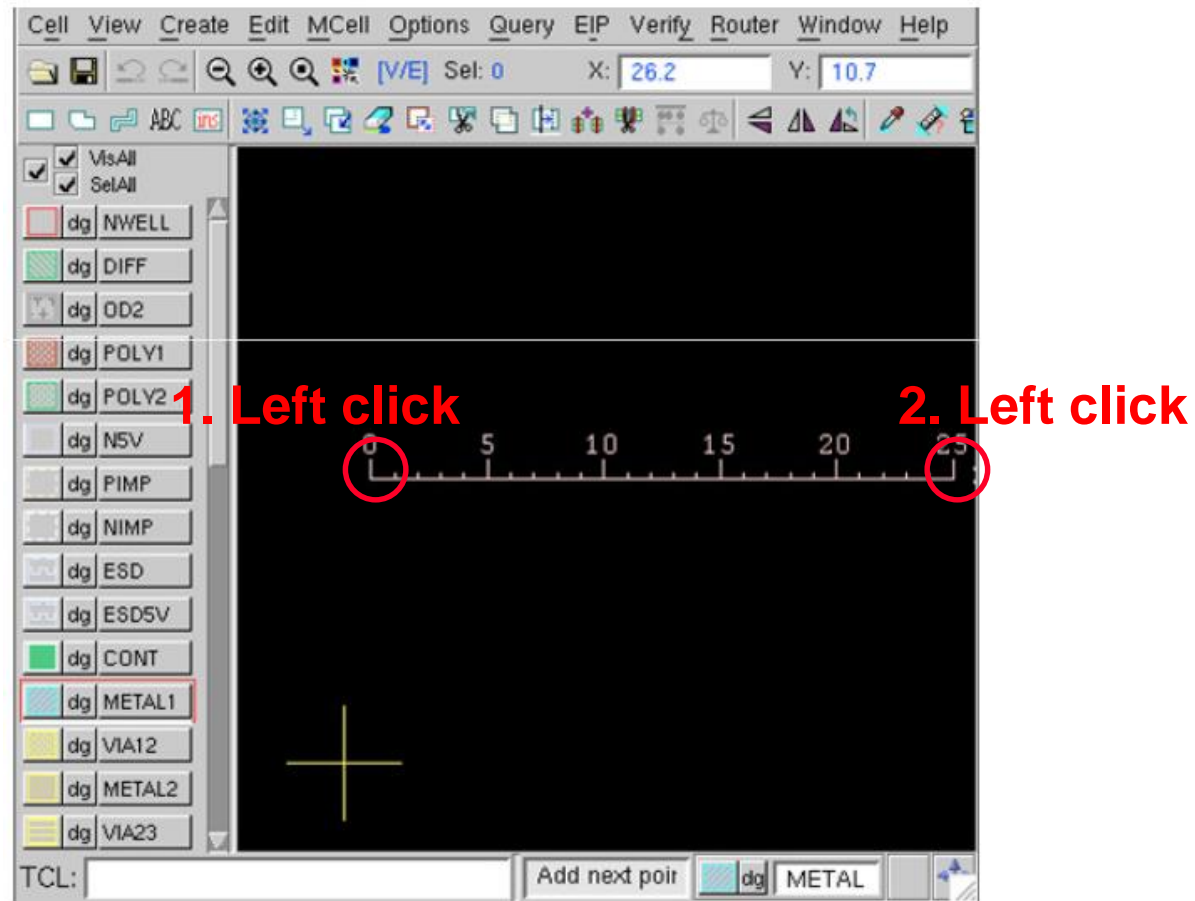 Cell View Create Edit MCell Options Query EIP Verify Router Window Help
[V/E] Sel: 0 X: 26.2 Y: 10.7
ABC ins
VisAll
SelAll
dg NWELL
dg DIFF
dg OD2
dg POLY1
dg POLY2
1. Left click 2. Left click
dg N5V
0 5 10 15 20 25
dg PIMP
dg NIMP
dg ESD
dg ESD5V
dg CONT
dg METAL1
dg VIA12
dg METAL2
dg VIA23
TCL: Add next poir dg METAL